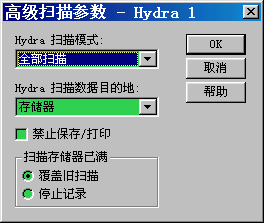 高级扫描参数 - Hydra 1
Hydra 扫描模式:
全部扫描
Hydra 扫描数据目的地:
存储器
禁止保存/打印
扫描存储器已满
覆盖旧扫描
停止记录
OK
取消
帮助